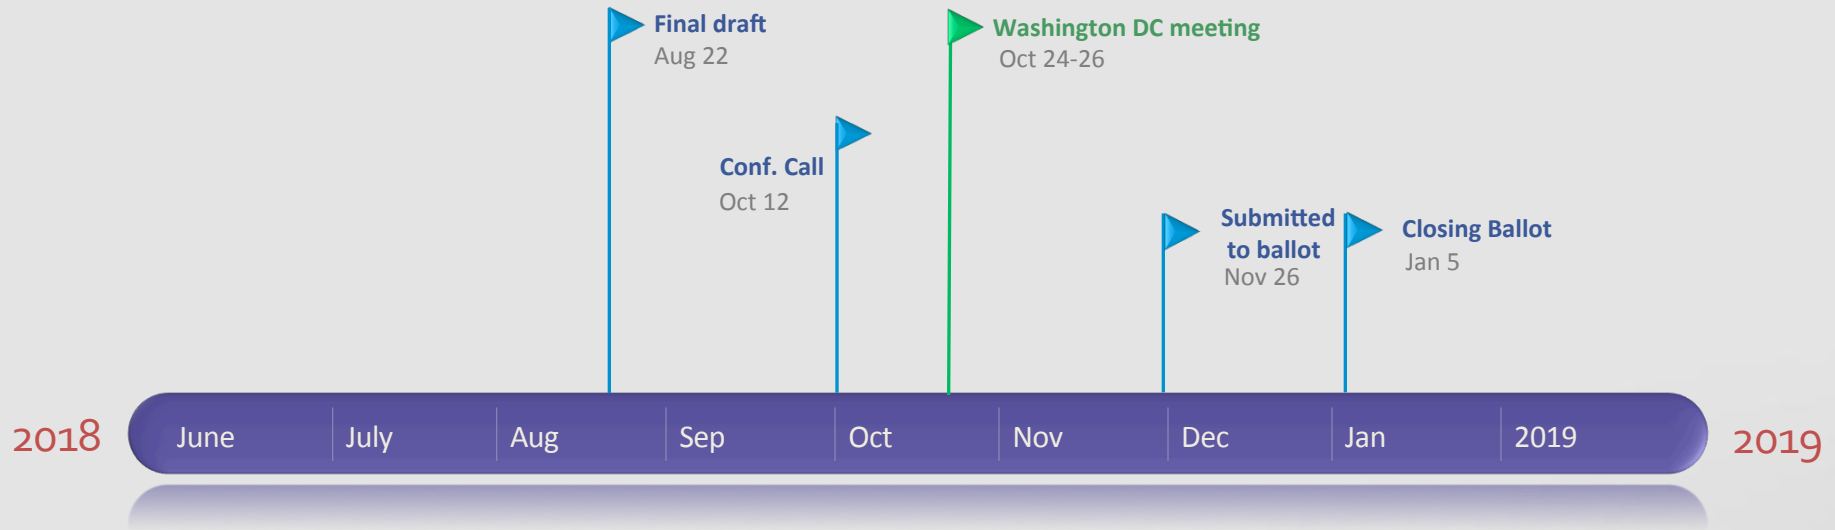 Final draft
Aug 22
Washington DC meeting
Oct 24-26
Conf. Call
Oct 12
Submitted
to ballot
Nov 26
Closing Ballot
Jan 5
2018
June
July
Aug
Sep
Oct
Nov
Dec
Jan
2019
2019